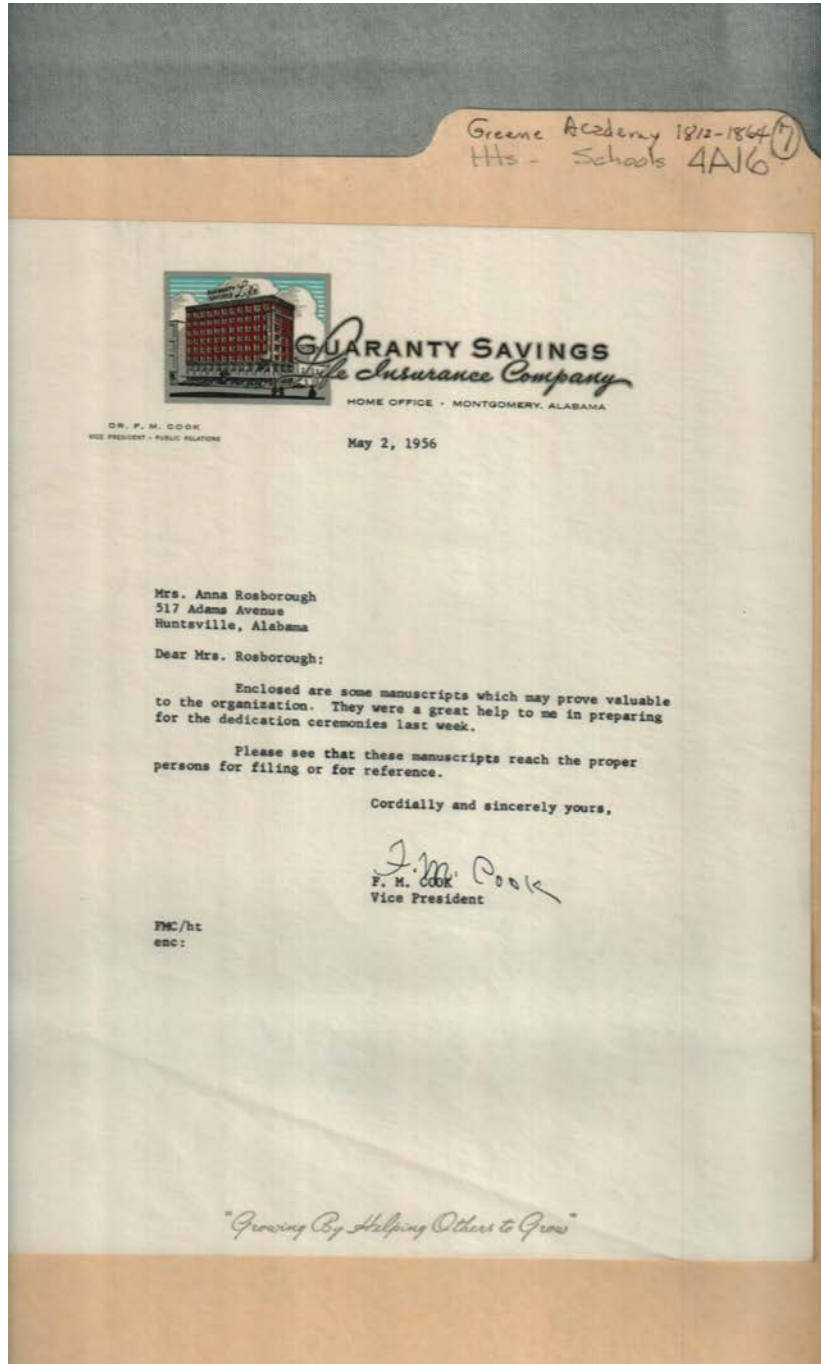 Greene Academy 1812-1864 7
Hts - Schools 4A16
GUARANTY SAVINGS Life
GUARANTY SAVINGS
Life Insurance Company
HOME OFFICE - MONTGOMERY, ALABAMA
DR. F. M. COOK
VICE PRESIDENT - PUBLIC RELATIONS
May 2, 1956
Mrs. Anna Rosborough
517 Adams Avenue
Huntsville, Alabama
Dear Mrs. Rosborough:
Enclosed are some manuscripts which may prove valuable
to the organization. They were a great help to me in preparing
for the dedication ceremonies last week.
Please see that these manuscripts reach the proper
persons for filing or for reference.
Cordially and sincerely yours,
F. M. Cook
F. M. COOK
Vice President
FMC/ht
enc:
"Growing By Helping Others to Grow"